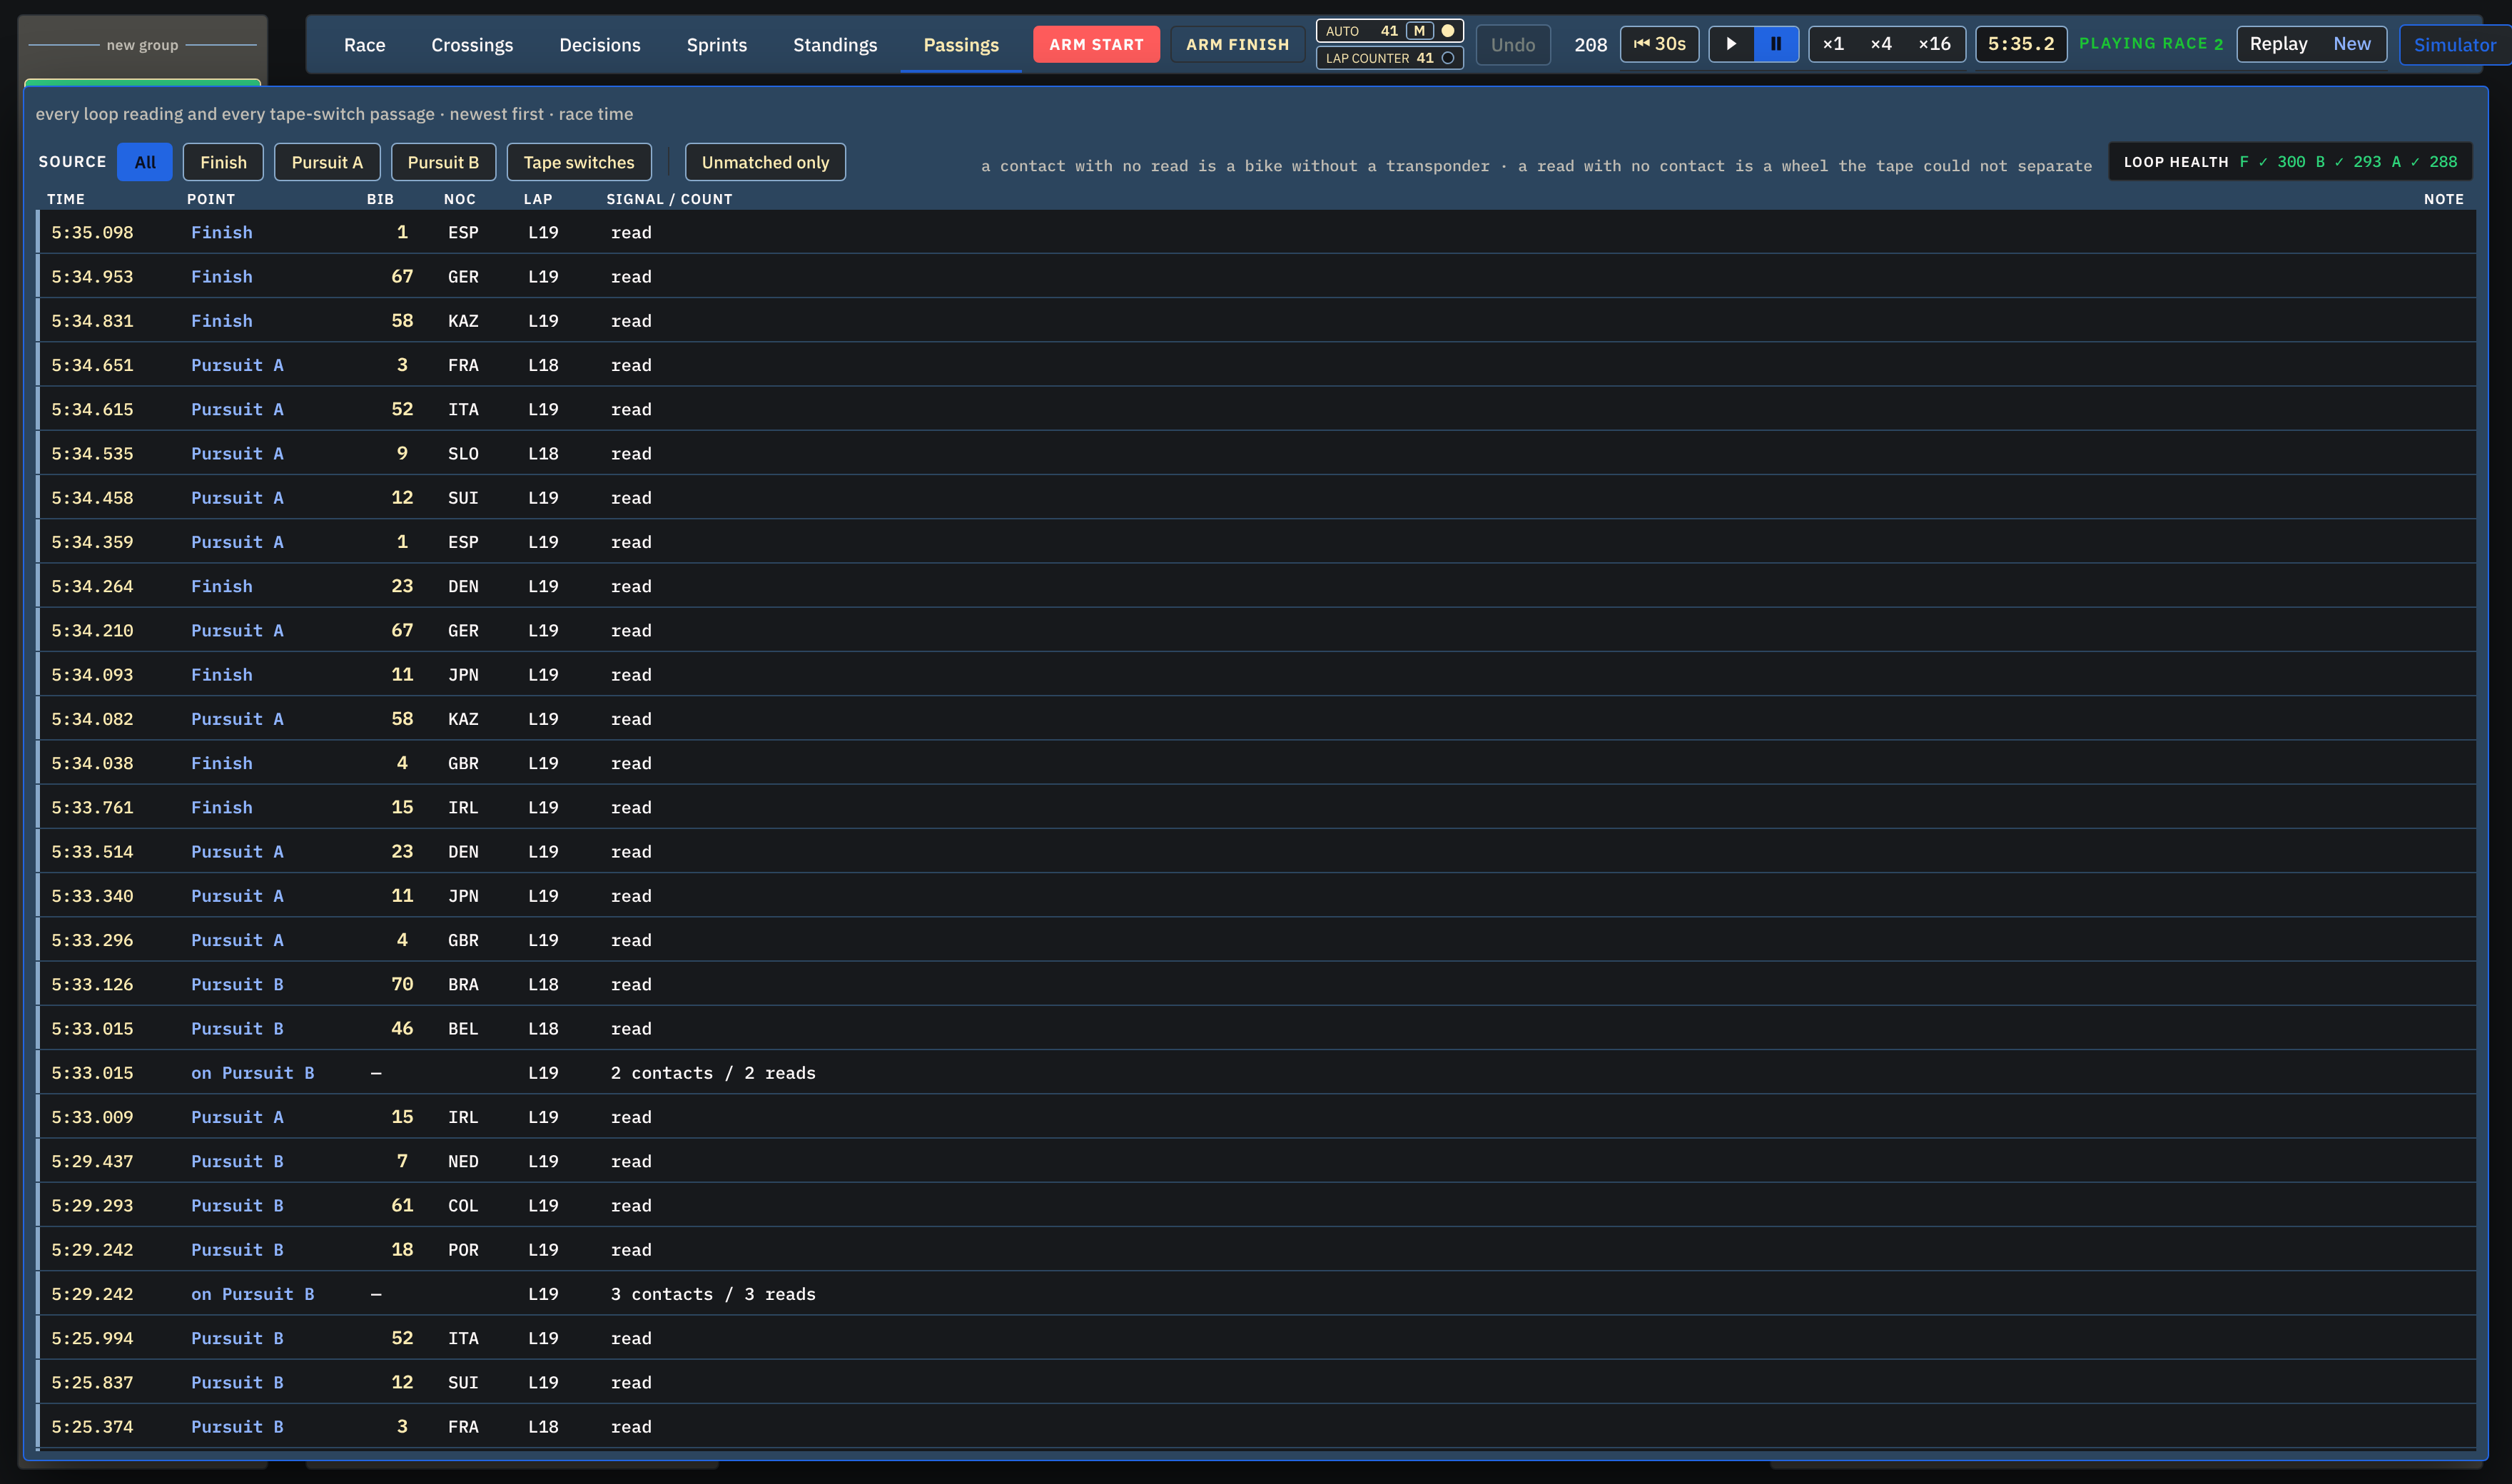 new group
Race Crossings Decisions Sprints Standings Passings ARM START ARM FINISH AUTO 41 M Undo 208 ⏮ 30s ×1 ×4 ×16 5:35.2 PLAYING RACE 2 Replay New Simulator
LAP COUNTER 41
every loop reading and every tape-switch passage · newest first · race time
SOURCE All Finish Pursuit A Pursuit B Tape switches Unmatched only a contact with no read is a bike without a transponder · a read with no contact is a wheel the tape could not separate LOOP HEALTH F ✓ 300 B ✓ 293 A ✓ 288
TIME POINT BIB NOC LAP SIGNAL / COUNT NOTE
5:35.098 Finish 1 ESP L19 read
5:34.953 Finish 67 GER L19 read
5:34.831 Finish 58 KAZ L19 read
5:34.651 Pursuit A 3 FRA L18 read
5:34.615 Pursuit A 52 ITA L19 read
5:34.535 Pursuit A 9 SLO L18 read
5:34.458 Pursuit A 12 SUI L19 read
5:34.359 Pursuit A 1 ESP L19 read
5:34.264 Finish 23 DEN L19 read
5:34.210 Pursuit A 67 GER L19 read
5:34.093 Finish 11 JPN L19 read
5:34.082 Pursuit A 58 KAZ L19 read
5:34.038 Finish 4 GBR L19 read
5:33.761 Finish 15 IRL L19 read
5:33.514 Pursuit A 23 DEN L19 read
5:33.340 Pursuit A 11 JPN L19 read
5:33.296 Pursuit A 4 GBR L19 read
5:33.126 Pursuit B 70 BRA L18 read
5:33.015 Pursuit B 46 BEL L18 read
5:33.015 on Pursuit B – L19 2 contacts / 2 reads
5:33.009 Pursuit A 15 IRL L19 read
5:29.437 Pursuit B 7 NED L19 read
5:29.293 Pursuit B 61 COL L19 read
5:29.242 Pursuit B 18 POR L19 read
5:29.242 on Pursuit B – L19 3 contacts / 3 reads
5:25.994 Pursuit B 52 ITA L19 read
5:25.837 Pursuit B 12 SUI L19 read
5:25.374 Pursuit B 3 FRA L18 read